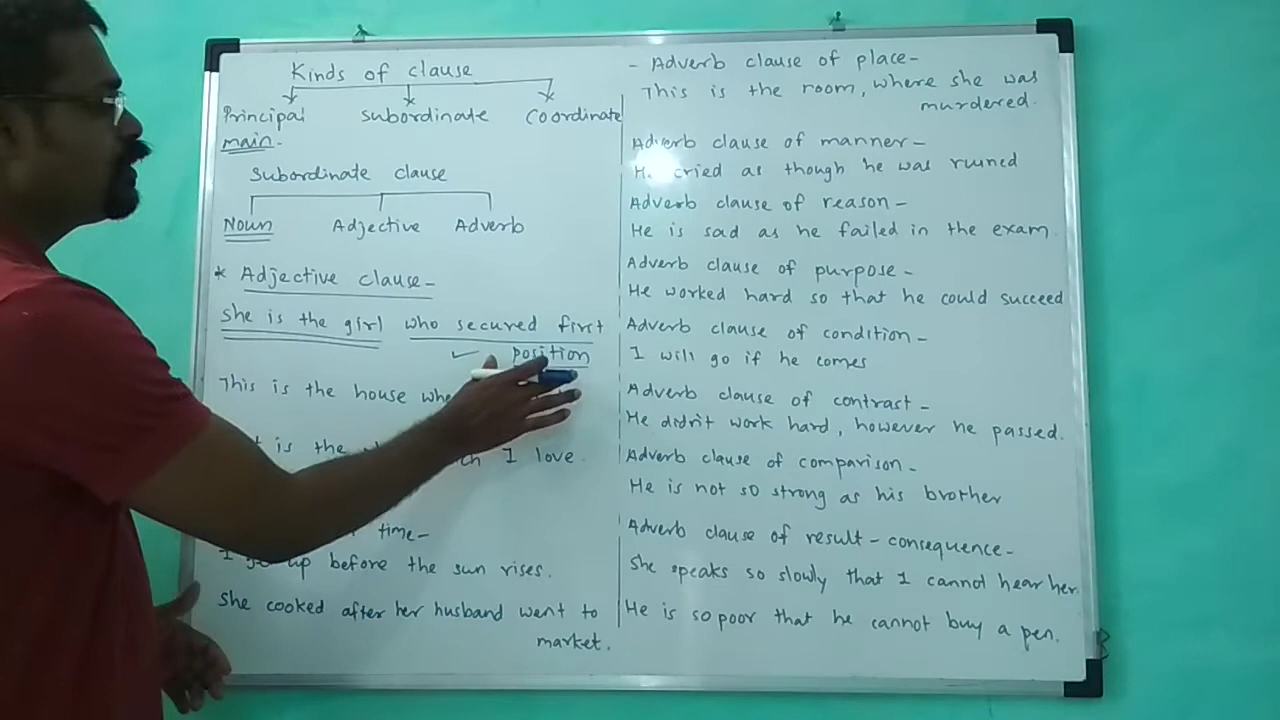 Kinds of clause
Principal subordinate coordinate
main-
Subordinate clause
Noun Adjective Adverb
* Adjective clause-
she is the girl who secured first
position
This is the house
is the I love.
time-
up before the sun rises.
She cooked after her husband went to
market.
- Adverb clause of place-
This is the room, where she was
murdered.
Adverb clause of manner-
cried as though he was ruined
Adverb clause of reason-
He is sad as he failed in the exam.
Adverb clause of purpose-
He worked hard so that he could succeed
Adverb clause of condition-
I will go if he comes
Adverb clause of contrast-
He didn't work hard, however he passed.
Adverb clause of comparison-
He is not so strong as his brother
Adverb clause of result-consequence-
She speaks so slowly that I cannot hear her.
He is so poor that he cannot buy a pen.